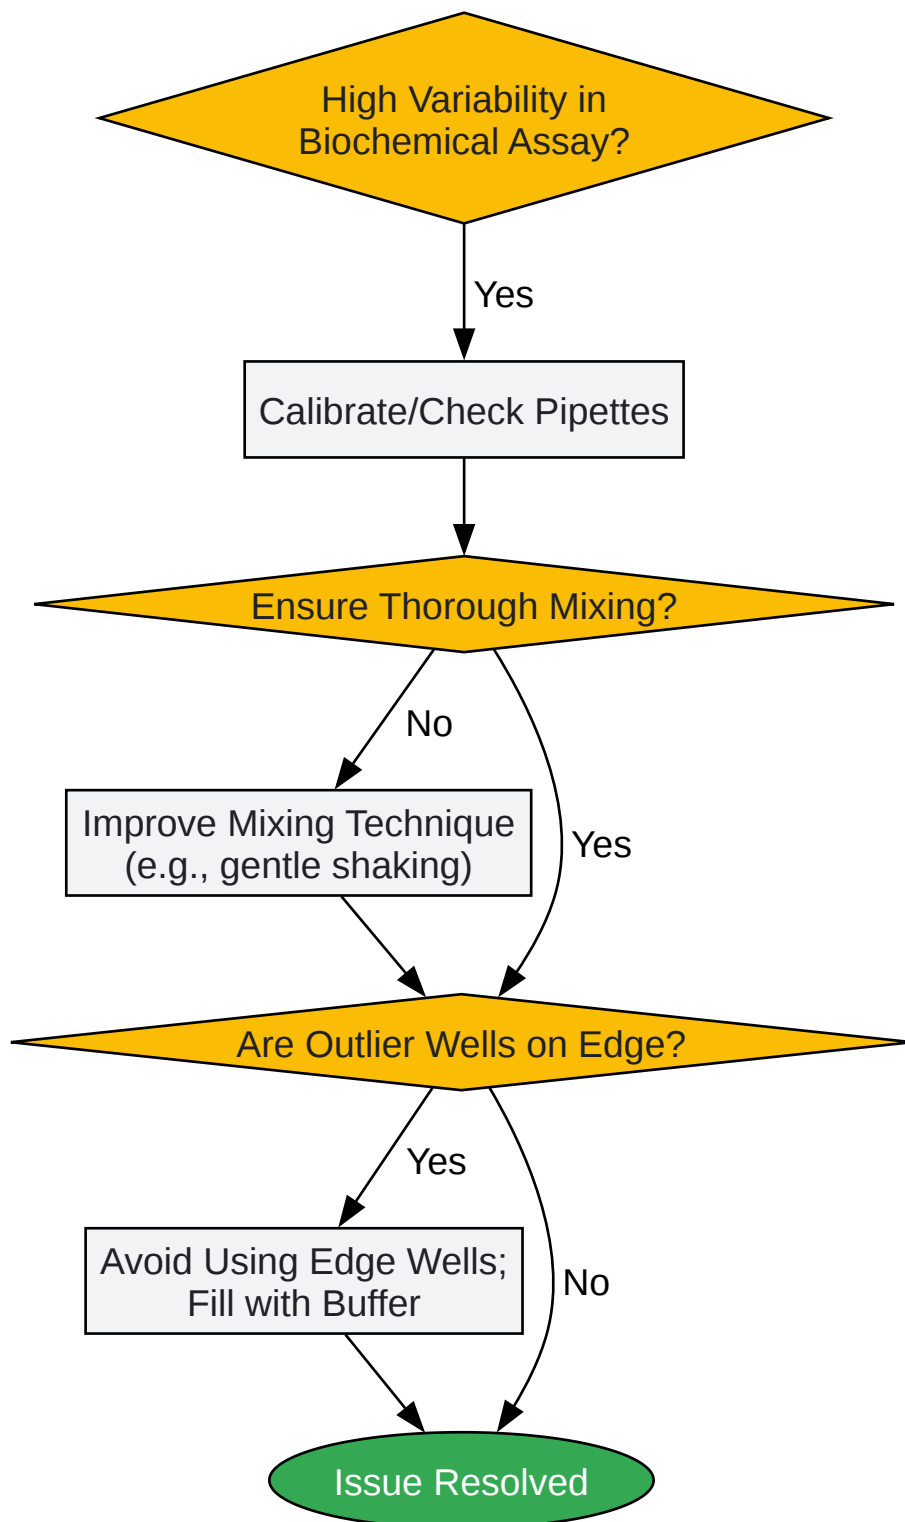 High Variability in
Biochemical Assay?
Yes
Calibrate/Check Pipettes
Ensure Thorough Mixing?
No
Improve Mixing Technique
(e.g., gentle shaking)
Yes
Are Outlier Wells on Edge?
Yes
Avoid Using Edge Wells;
Fill with Buffer
No
Issue Resolved